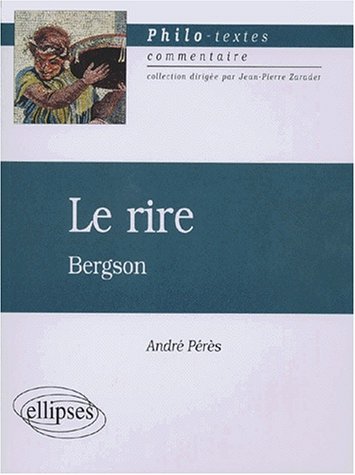 Philo-textes
commentaire
collection dirigée par Jean-Pierre Zarader
Le rire
Bergson
André Pérès
ellipses